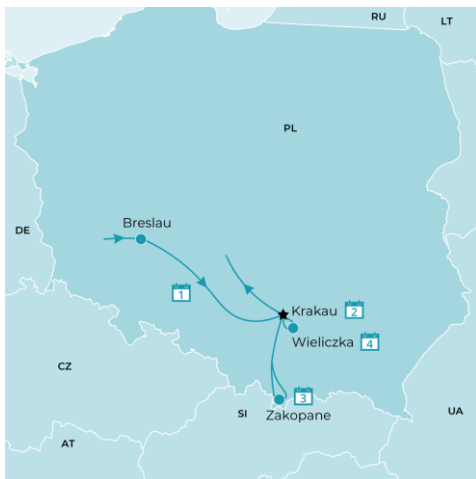 RU
LT
PL
Breslau
DE
1
Krakau 2
Wieliczka 4
CZ
3
SI
Zakopane
UA
AT